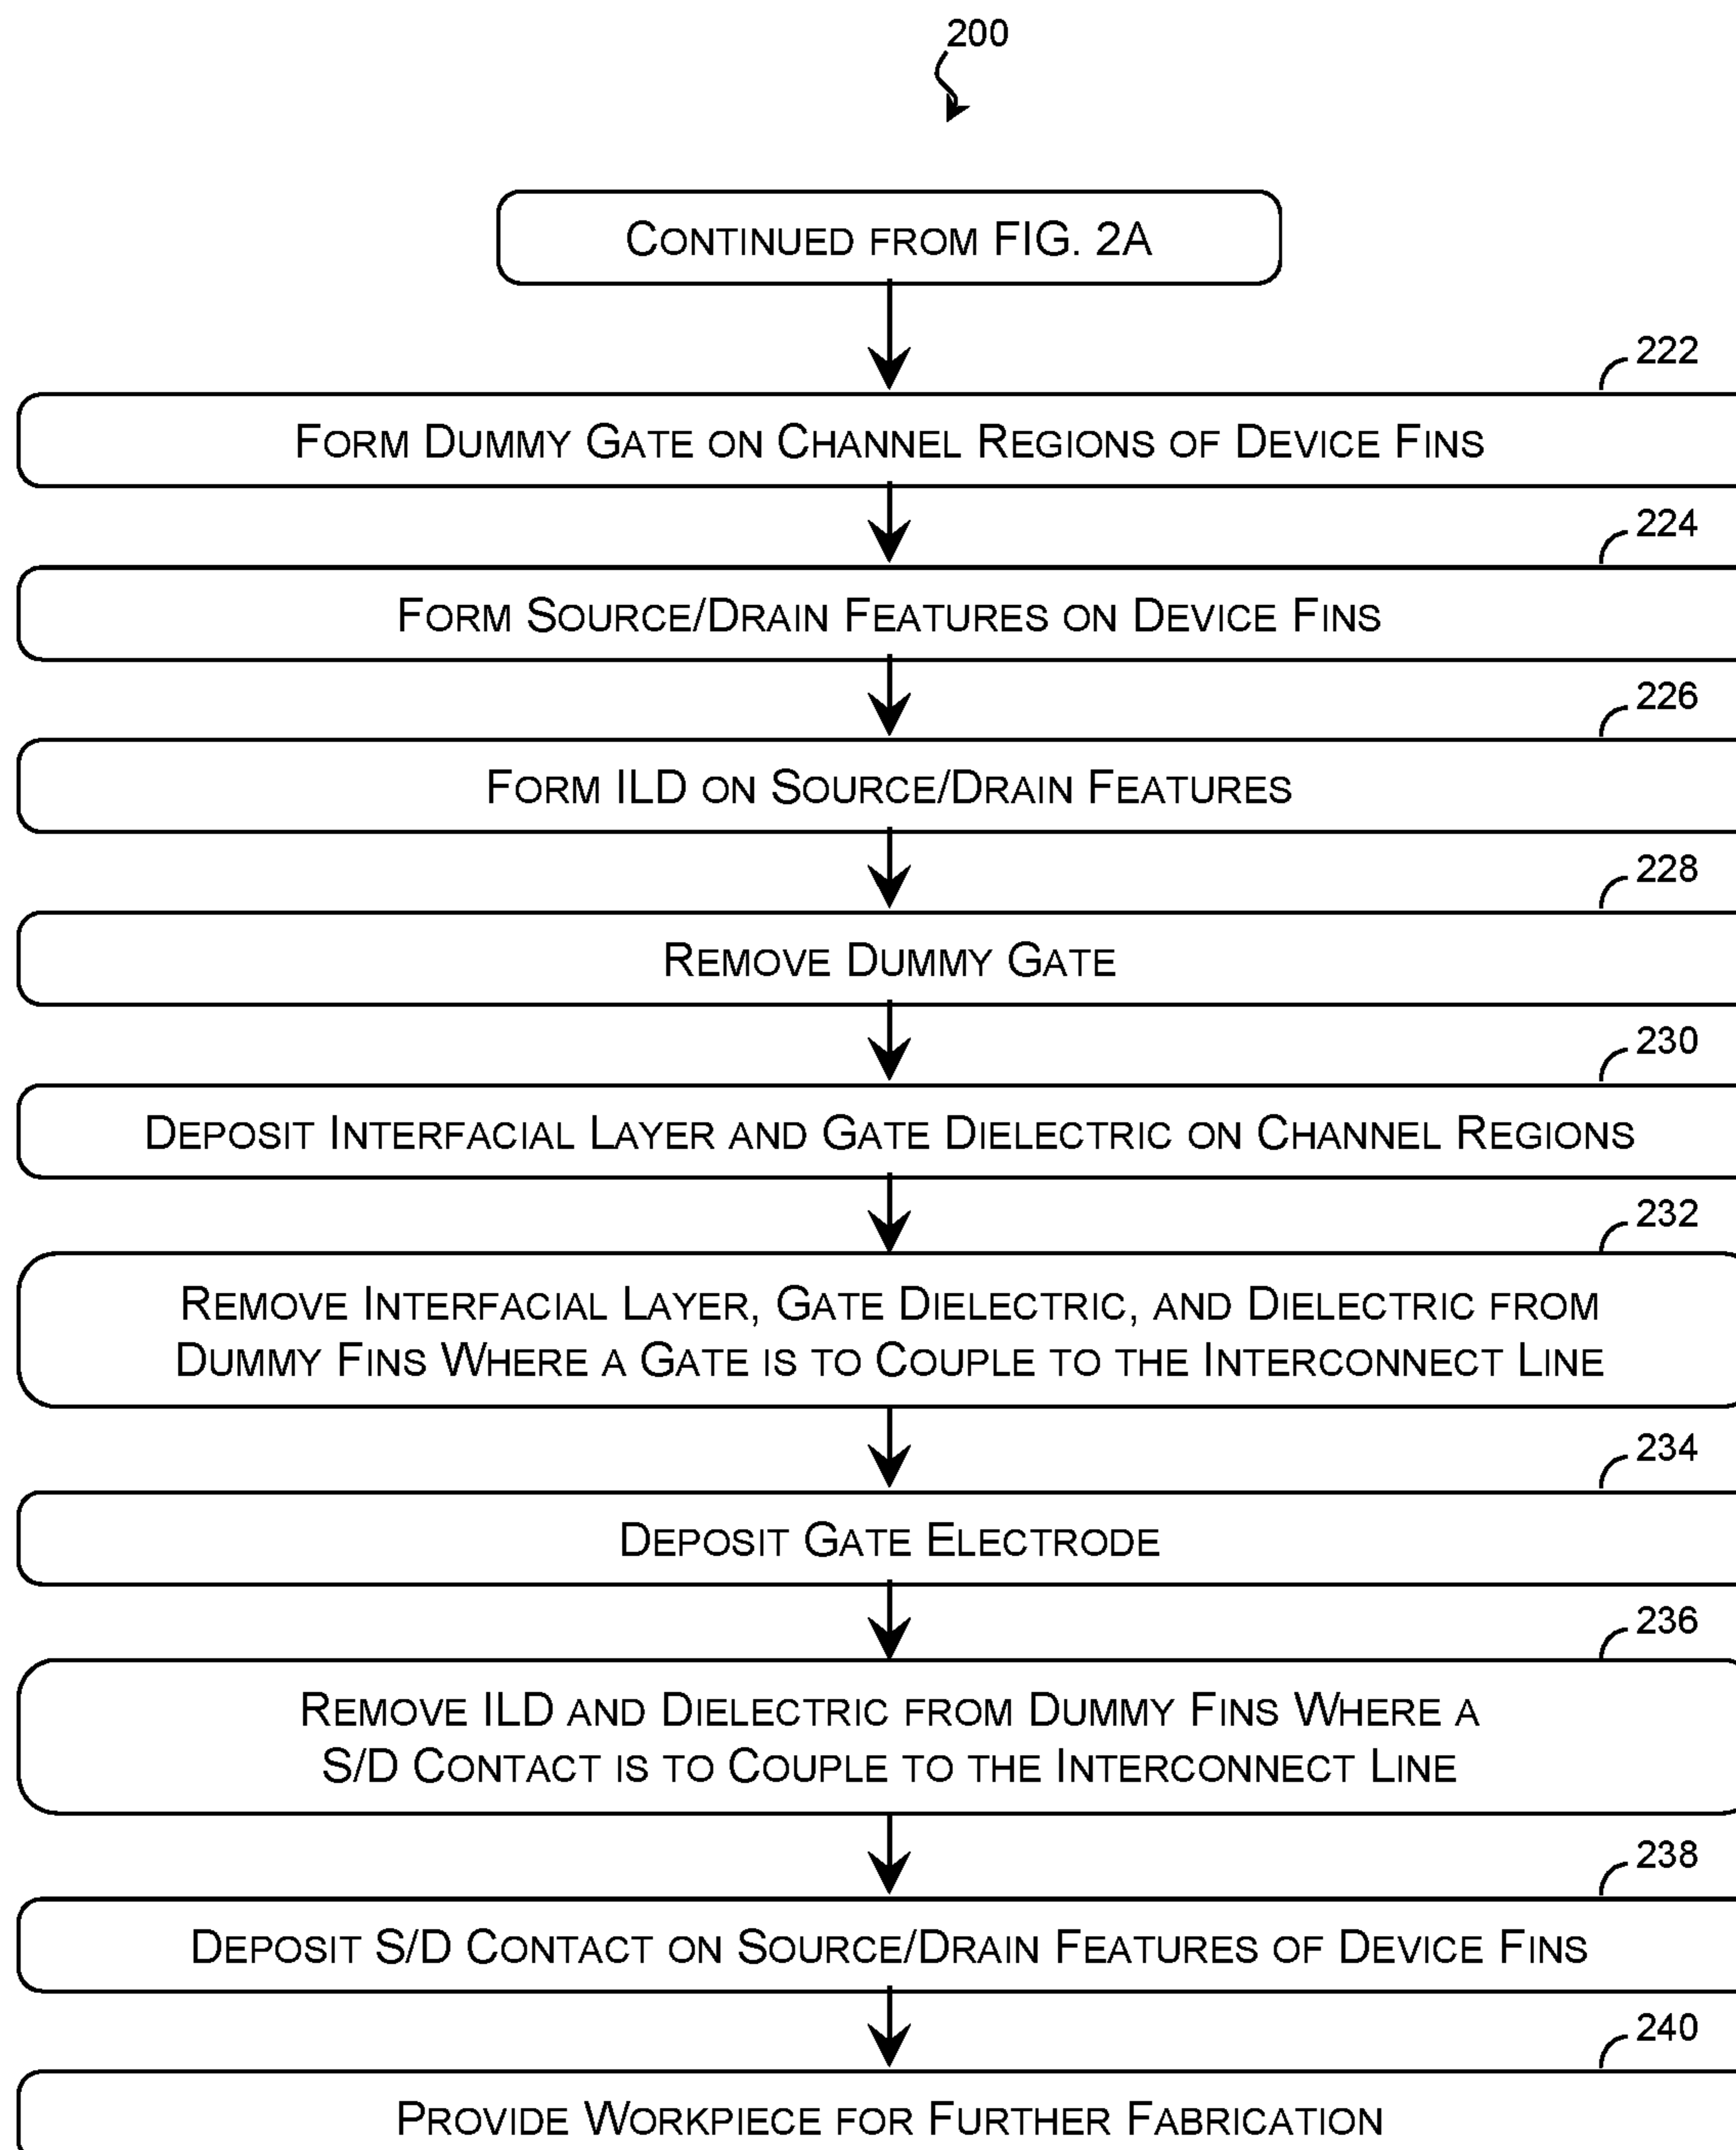 200
CONTINUED FROM FIG. 2A
222
FORM DUMMY GATE ON CHANNEL REGIONS OF DEVICE FINS
224
FORM SOURCE/DRAIN FEATURES ON DEVICE FINS
226
FORM ILD ON SOURCE/DRAIN FEATURES
228
REMOVE DUMMY GATE
230
DEPOSIT INTERFACIAL LAYER AND GATE DIELECTRIC ON CHANNEL REGIONS
232
REMOVE INTERFACIAL LAYER, GATE DIELECTRIC, AND DIELECTRIC FROM
DUMMY FINS WHERE A GATE IS TO COUPLE TO THE INTERCONNECT LINE
234
DEPOSIT GATE ELECTRODE
236
REMOVE ILD AND DIELECTRIC FROM DUMMY FINS WHERE A
S/D CONTACT IS TO COUPLE TO THE INTERCONNECT LINE
238
DEPOSIT S/D CONTACT ON SOURCE/DRAIN FEATURES OF DEVICE FINS
240
PROVIDE WORKPIECE FOR FURTHER FABRICATION